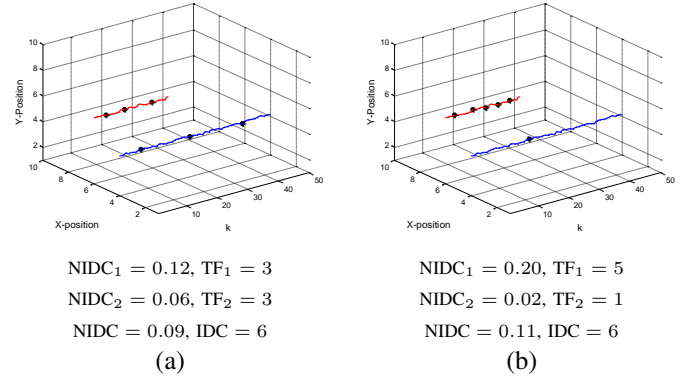 10
8
6
4
2
Y-Position
10
8
6
4
2
X-position
10
20
30
40
50
k
NIDC₁ = 0.12, TF₁ = 3
NIDC₂ = 0.06, TF₂ = 3
NIDC = 0.09, IDC = 6
(a)
10
8
6
4
2
Y-Position
10
8
6
4
2
X-position
10
20
30
40
50
k
NIDC₁ = 0.20, TF₁ = 5
NIDC₂ = 0.02, TF₂ = 1
NIDC = 0.11, IDC = 6
(b)